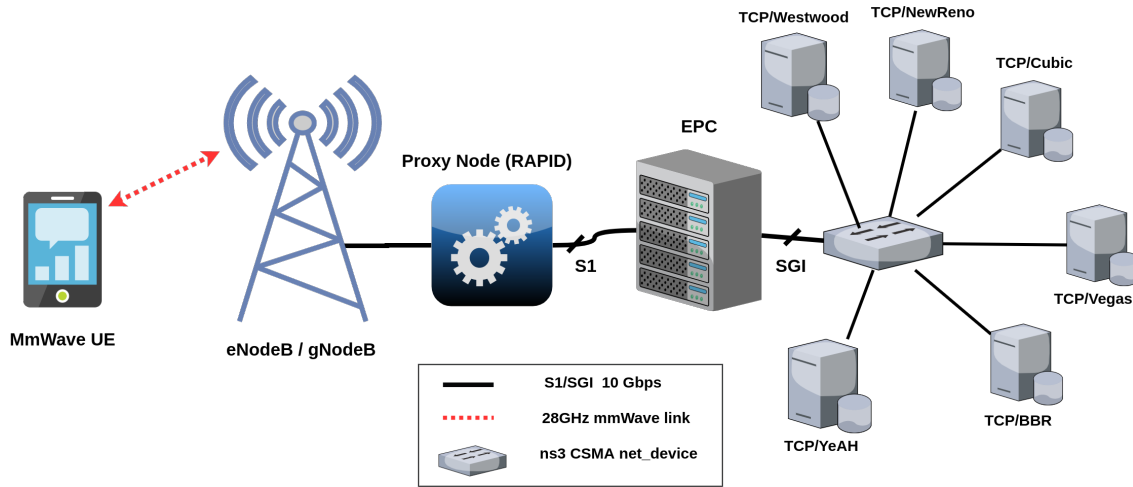 TCP/Westwood
TCP/NewReno
TCP/Cubic
EPC
Proxy Node (RAPID)
S1
SGI
TCP/Vegas
MmWave UE
eNodeB / gNodeB
TCP/BBR
TCP/YeAH
S1/SGI 10 Gbps
28GHz mmWave link
ns3 CSMA net_device